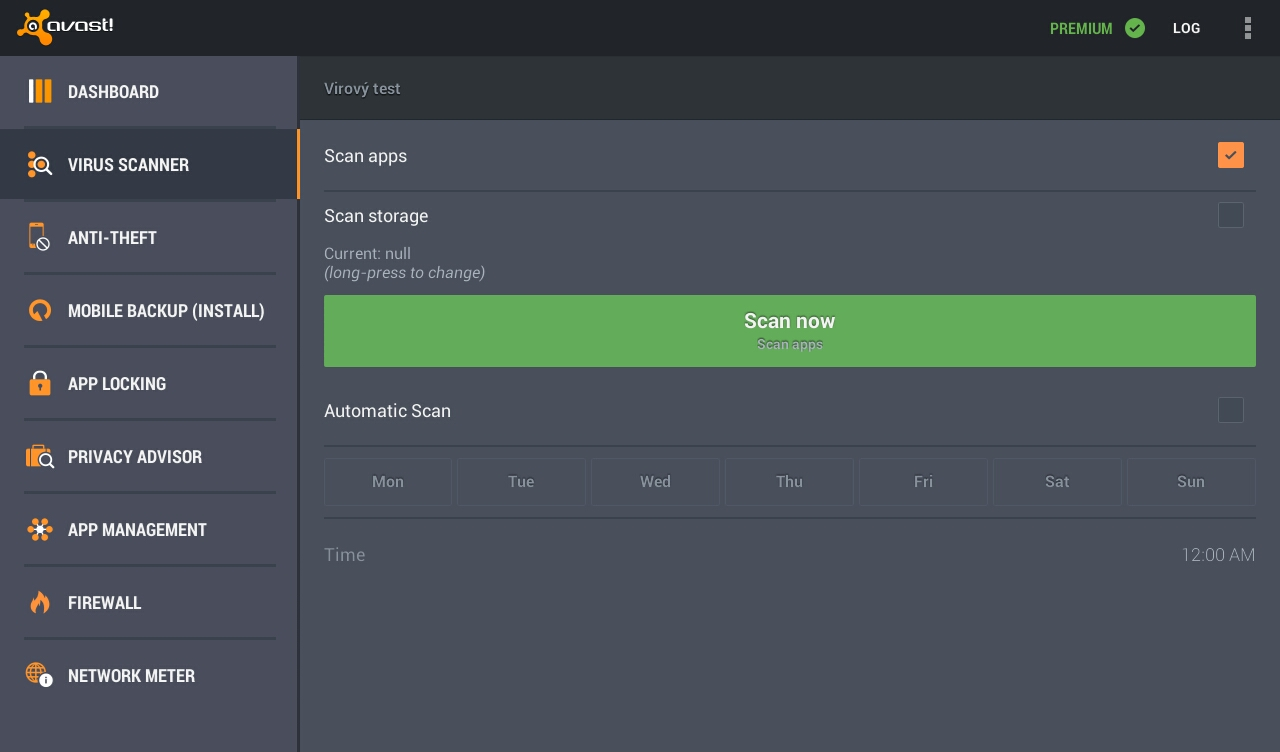 avast!
PREMIUM
LOG
DASHBOARD
VIRUS SCANNER
ANTI-THEFT
MOBILE BACKUP (INSTALL)
APP LOCKING
PRIVACY ADVISOR
APP MANAGEMENT
FIREWALL
NETWORK METER
Virový test
Scan apps
Scan storage
Current: null
(long-press to change)
Scan now
Scan apps
Automatic Scan
Mon Tue Wed Thu Fri Sat Sun
Time 12:00 AM